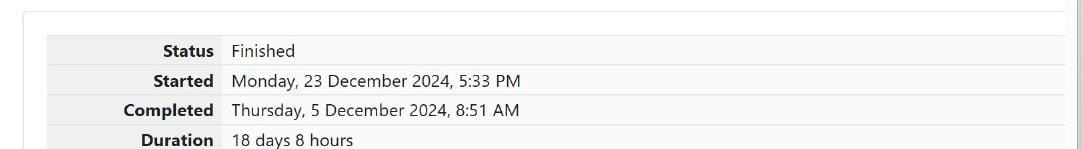 Status Finished
Started Monday, 23 December 2024, 5:33 PM
Completed Thursday, 5 December 2024, 8:51 AM
Duration 18 days 8 hours